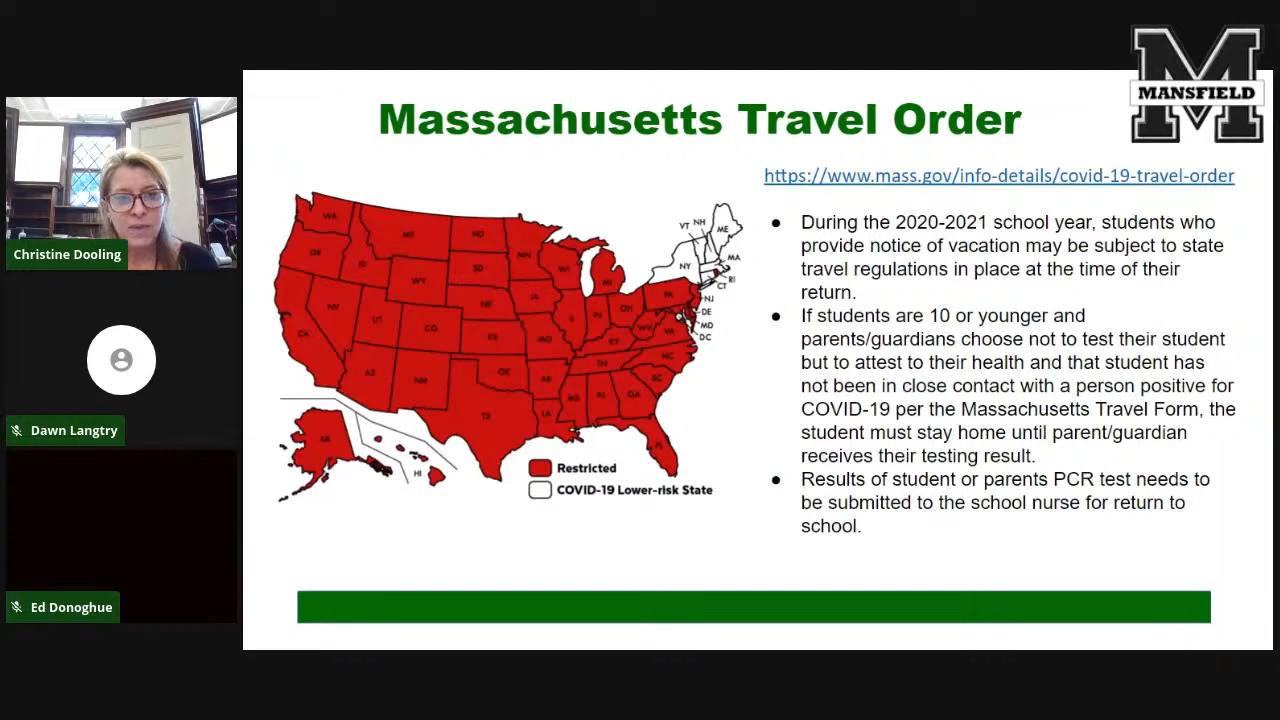 M
MANSFIELD
Massachusetts Travel Order
https://www.mass.gov/info-details/covid-19-travel-order
● During the 2020-2021 school year, students who
provide notice of vacation may be subject to state
travel regulations in place at the time of their
return.
● If students are 10 or younger and
parents/guardians choose not to test their student
but to attest to their health and that student has
not been in close contact with a person positive for
COVID-19 per the Massachusetts Travel Form, the
student must stay home until parent/guardian
receives their testing result.
● Results of student or parents PCR test needs to
be submitted to the school nurse for return to
school.
WA
MT
ND
MN
OR
ID
SD
WI
MI
WY
NV
UT
CO
NE
IA
IN
OH
PA
CA
KS
MO
KY
WV
VA
AZ
NM
OK
AR
TN
NC
SC
TX
LA
MS
AL
GA
FL
AK
HI
VT
NH
ME
NY
MA
RI
CT
NJ
DE
MD
DC
Restricted
COVID-19 Lower-risk State
Christine Dooling
Dawn Langtry
Ed Donoghue